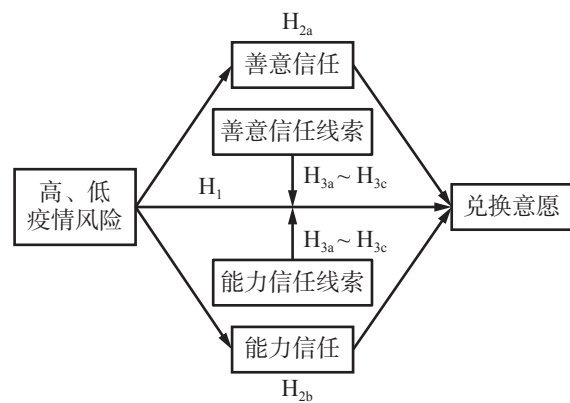 H2a
善意信任
善意信任线索
高、低
疫情风险
H1
H3a ~ H3c
兑换意愿
H3a ~ H3c
能力信任线索
能力信任
H2b